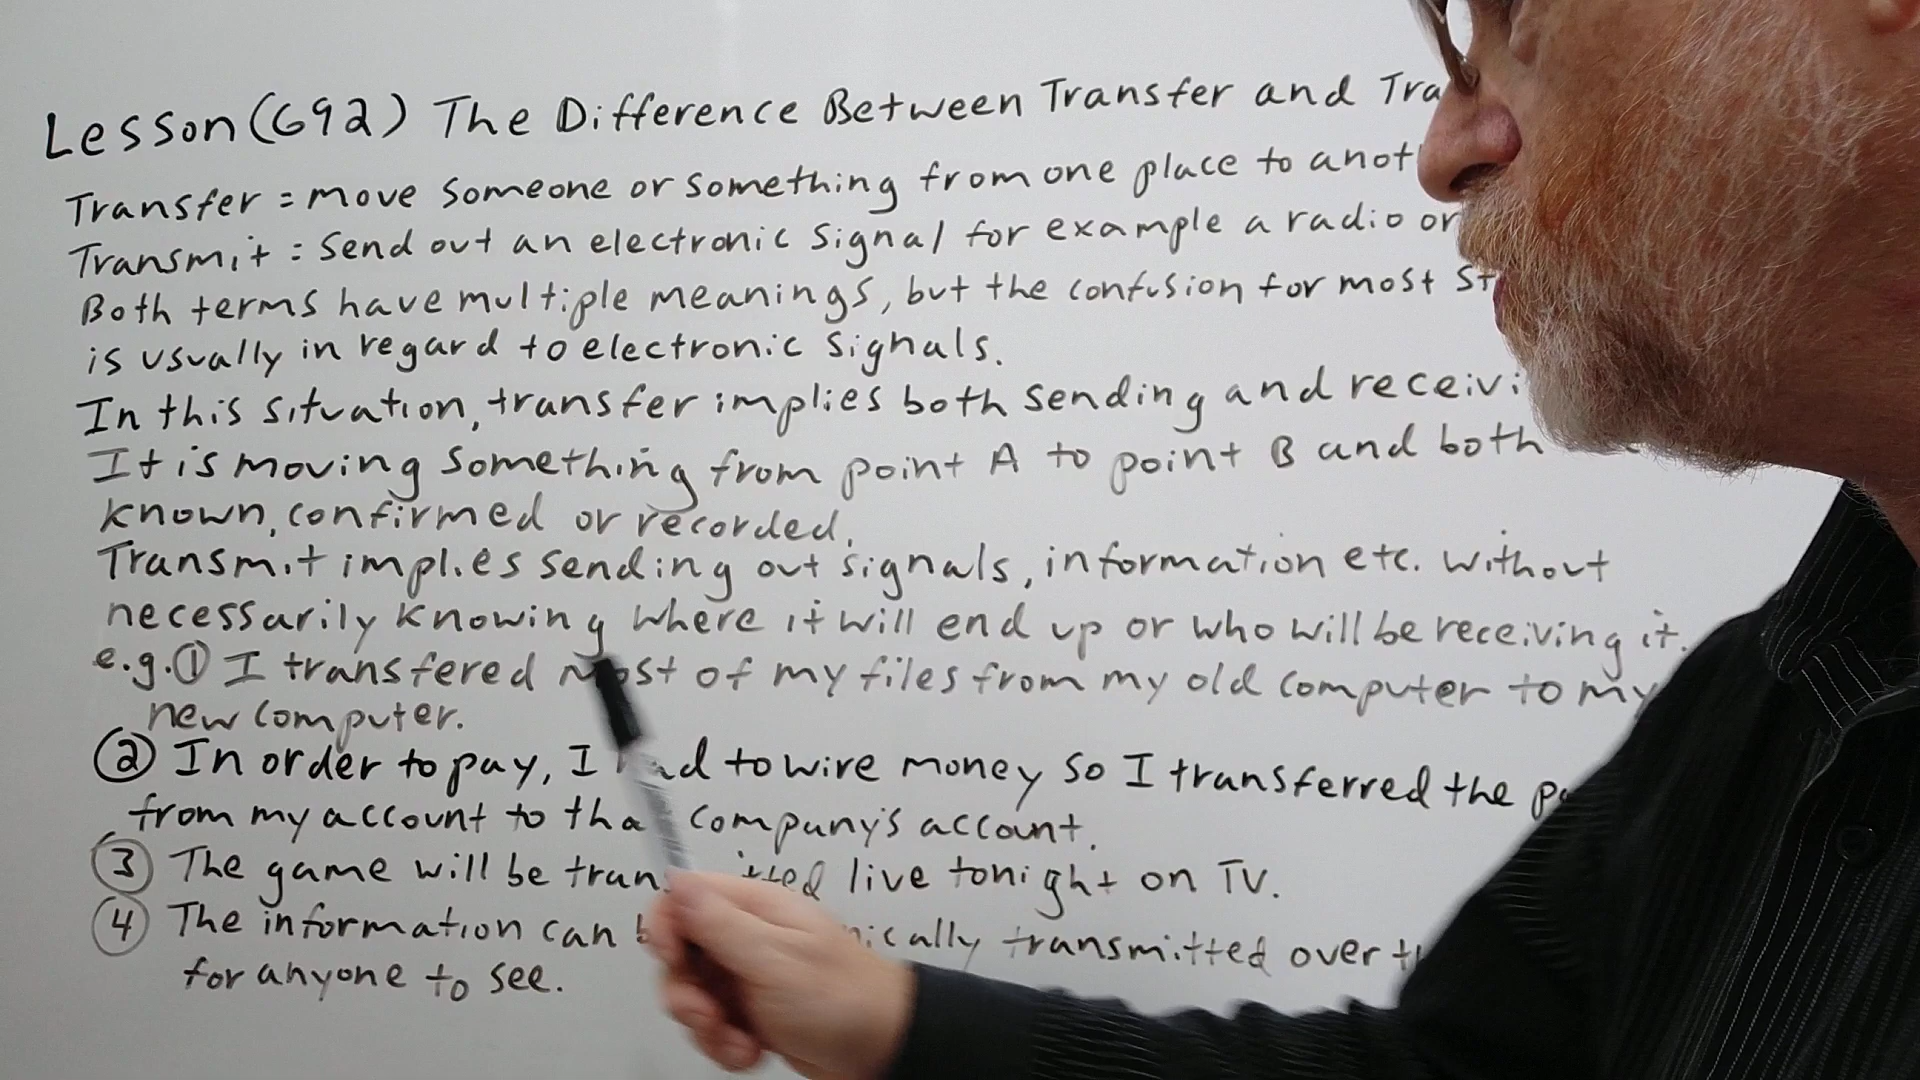 Lesson (692) The Difference Between Transfer and
Transfer = move someone or something from one place to
Transmit = send out an electronic signal for example a radio or
Both terms have multiple meanings, but the confusion for most
is usually in regard to electronic signals.
In this situation, transfer implies both sending and
It is moving something from point A to point B and both
known, confirmed or recorded.
Transmit implies sending out signals, information etc. without
necessarily knowing where it will end up or who will be receiving it.
e.g. ① I transfered most of my files from my old computer to my
new computer.
② In order to pay, I had to wire money so I transferred the
from my account to that company's account.
③ The game will be transmitted live tonight on TV.
④ The information can transmitted over
for anyone to see.